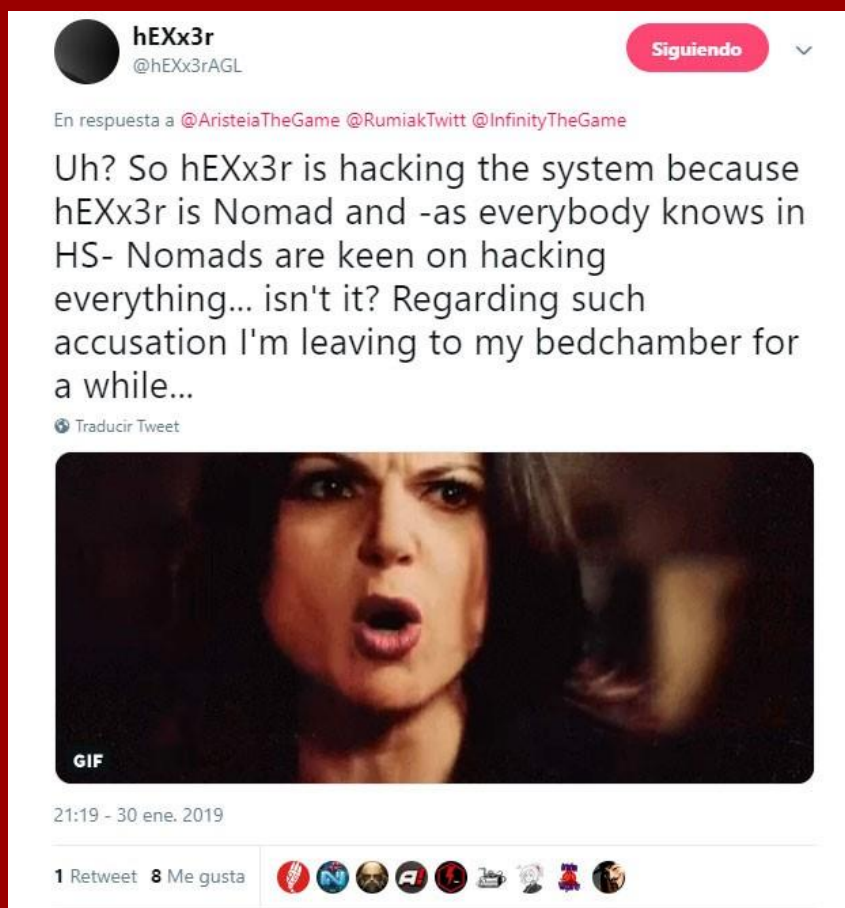 hEXx3r
@hEXx3rAGL
Siguiendo
En respuesta a @AristeiaTheGame @RumiakTwitt @InfinityTheGame
Uh? So hEXx3r is hacking the system because
hEXx3r is Nomad and -as everybody knows in
HS- Nomads are keen on hacking
everything... isn't it? Regarding such
accusation I'm leaving to my bedchamber for
a while...
Traducir Tweet
GIF
21:19 - 30 ene. 2019
1 Retweet 8 Me gusta